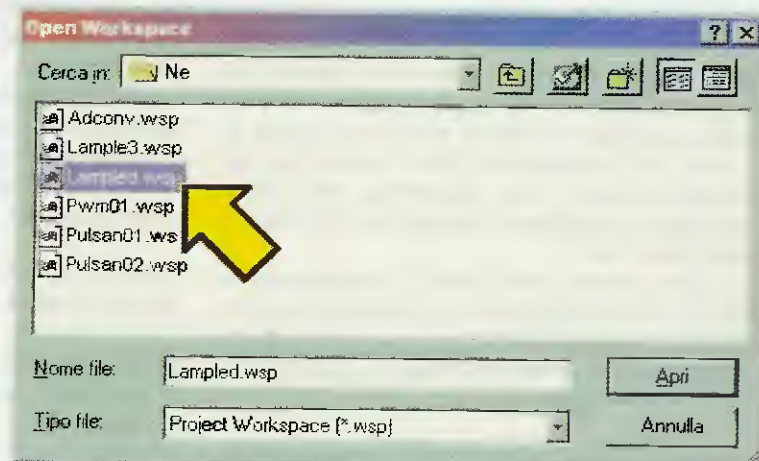 Open Workspace
Cerca in: Ne
Adconv.wsp
Lample3.wsp
Lampled.wsp
Pwm01.wsp
Pulsan01.ws
Pulsan02.wsp
Nome file: Lampled.wsp Apri
Tipo file: Project Workspace (*.wsp) Annulla